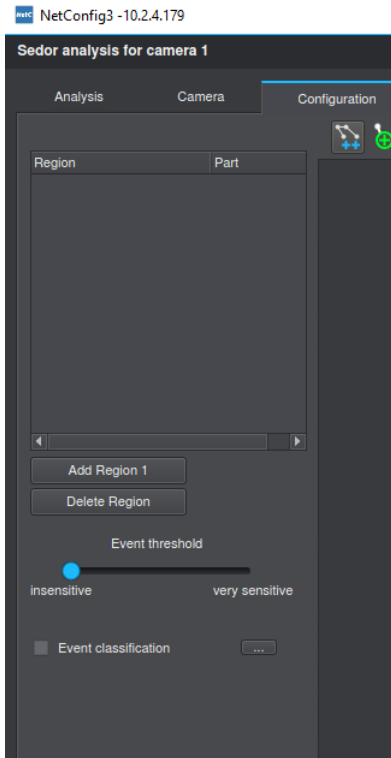 NetC NetConfig3 -10.2.4.179
Sedor analysis for camera 1
Analysis Camera Configuration
Region Part
Add Region 1
Delete Region
Event threshold
insensitive very sensitive
Event classification ...